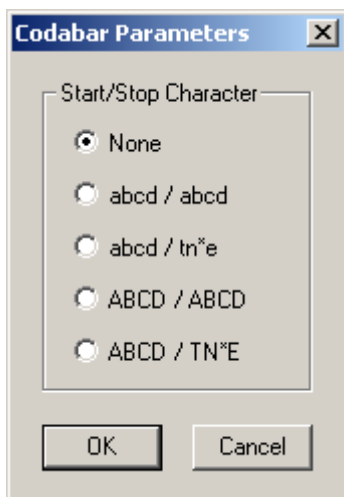 Codabar Parameters
Start/Stop Character
None
abcd / abcd
abcd / tn*e
ABCD / ABCD
ABCD / TN*E
OK Cancel